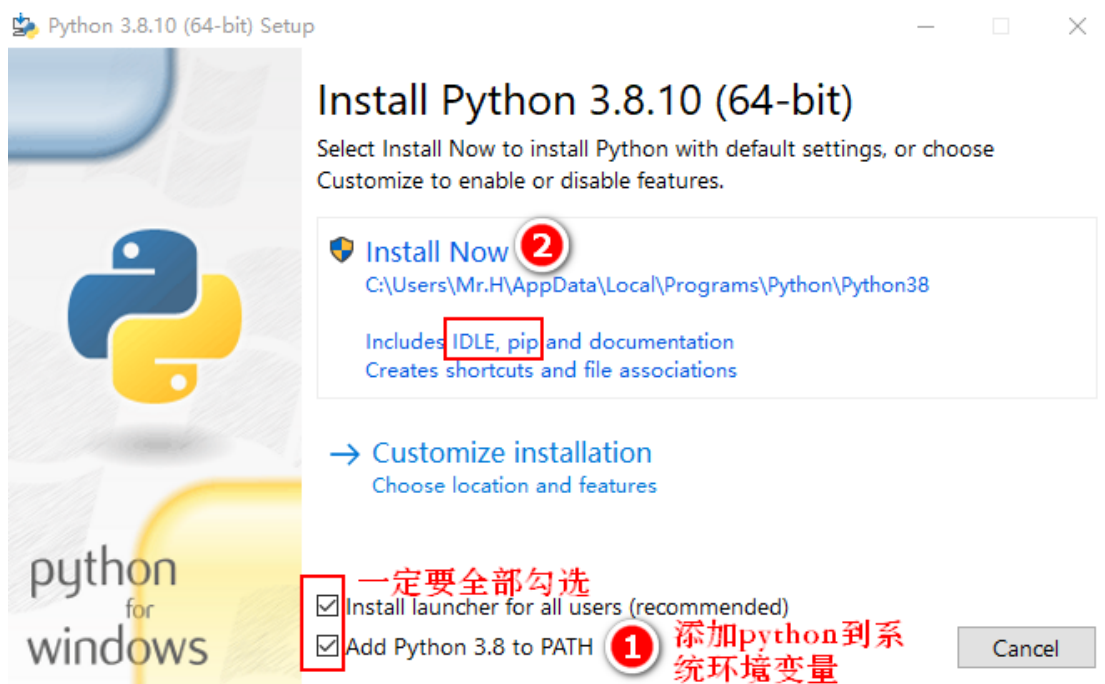 Python 3.8.10 (64-bit) Setup
Install Python 3.8.10 (64-bit)
Select Install Now to install Python with default settings, or choose
Customize to enable or disable features.
Install Now 2
C:\Users\Mr.H\AppData\Local\Programs\Python\Python38
Includes IDLE, pip and documentation
Creates shortcuts and file associations
→ Customize installation
Choose location and features
一定要全部勾选
Install launcher for all users (recommended)
Add Python 3.8 to PATH 1
添加python到系
统环境变量
Cancel
python
for
windows